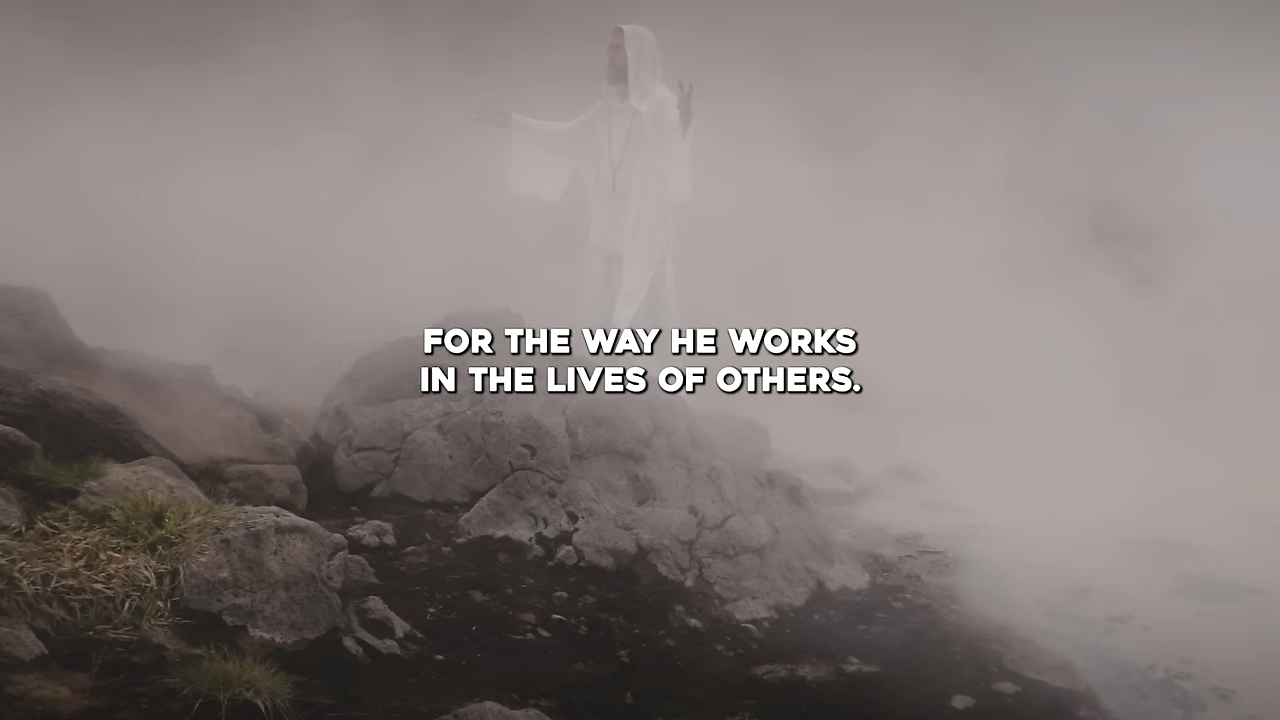 FOR THE WAY HE WORKS
IN THE LIVES OF OTHERS.